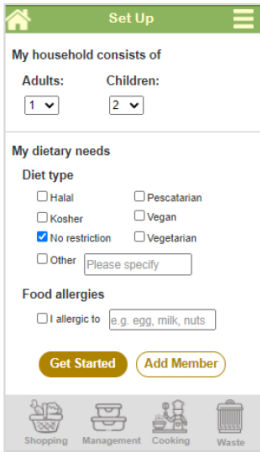 Set Up
My household consists of
Adults: Children:
1 2
My dietary needs
Diet type
Halal Pescatarian
Kosher Vegan
No restriction Vegetarian
Other Please specify
Food allergies
I allergic to e.g. egg, milk, nuts
Get Started Add Member
Shopping Management Cooking Waste